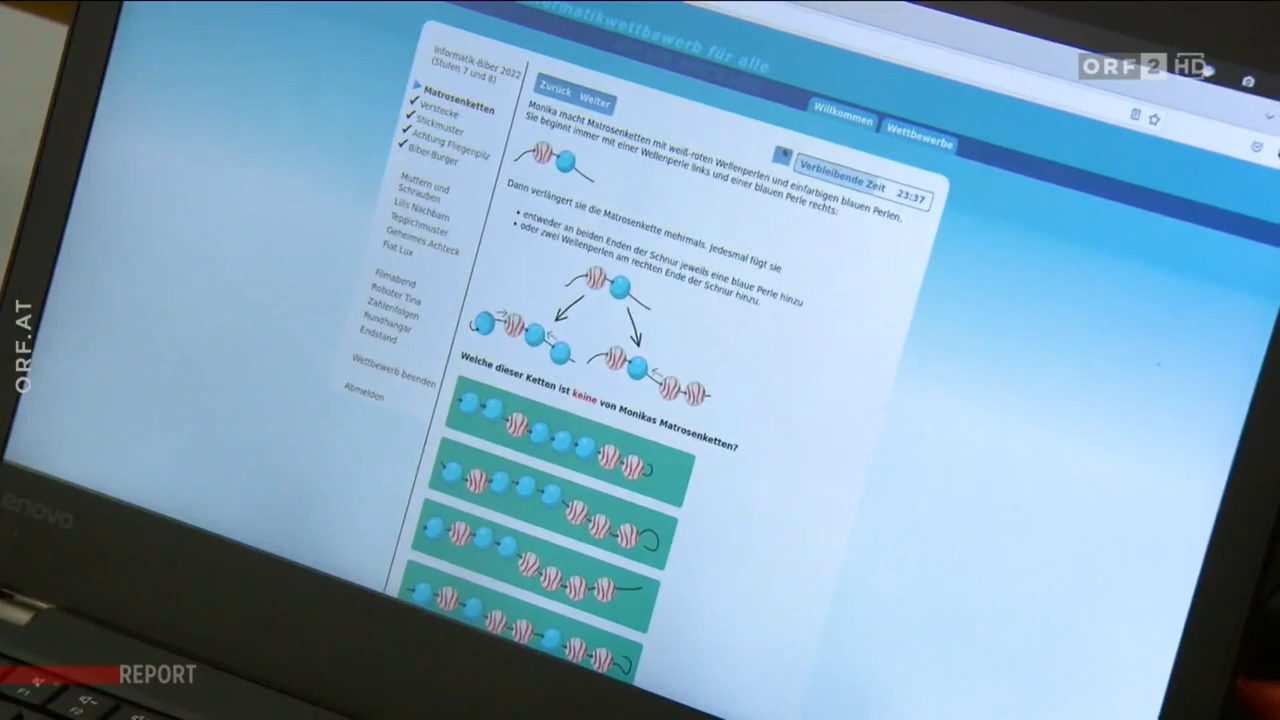 informatikwettbewerb für alle
ORF 2 HD
Willkommen
Wettbewerbe
Informatik-Biber 2022
(Stufen 7 und 8)
Matrosenketten
Verstecke
Stickmuster
Achtung Fliegenpilz
Biber-Burger
Muttern und
Schrauben
Lilis Nachbarn
Teppichmuster
Geheimes Achteck
Fiat Lux
Filmabend
Roboter Tina
Zahlenfolgen
Rundhangar
Endstand
Wettbewerb beenden
Abmelden
Zurück Weiter
Verbleibende Zeit 23:37
Monika macht Matrosenketten mit weiß-roten Wellenperlen und einfarbigen blauen Perlen.
Sie beginnt immer mit einer Wellenperle links und einer blauen Perle rechts:
Dann verlängert sie die Matrosenkette mehrmals. Jedesmal fügt sie
• entweder an beiden Enden der Schnur jeweils eine blaue Perle hinzu
• oder zwei Wellenperlen am rechten Ende der Schnur hinzu.
Welche dieser Ketten ist keine von Monikas Matrosenketten?
ORF.AT
enovo
REPORT
F1
F2